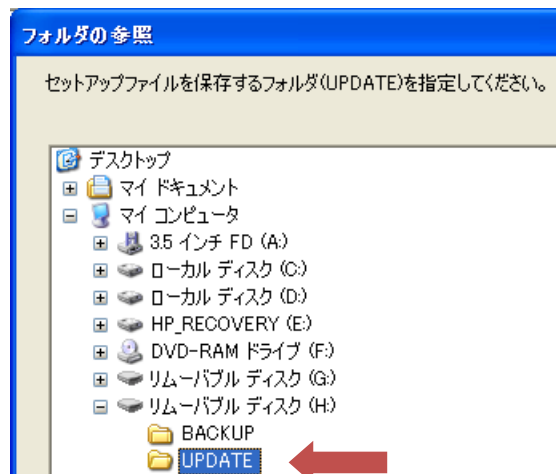 フォルダの参照
セットアップファイルを保存するフォルダ(UPDATE)を指定してください。
デスクトップ
マイ ドキュメント
マイ コンピュータ
3.5 インチ FD (A:)
ローカル ディスク (C:)
ローカル ディスク (D:)
HP_RECOVERY (E:)
DVD-RAM ドライブ (F:)
リムーバブル ディスク (G:)
リムーバブル ディスク (H:)
BACKUP
UPDATE